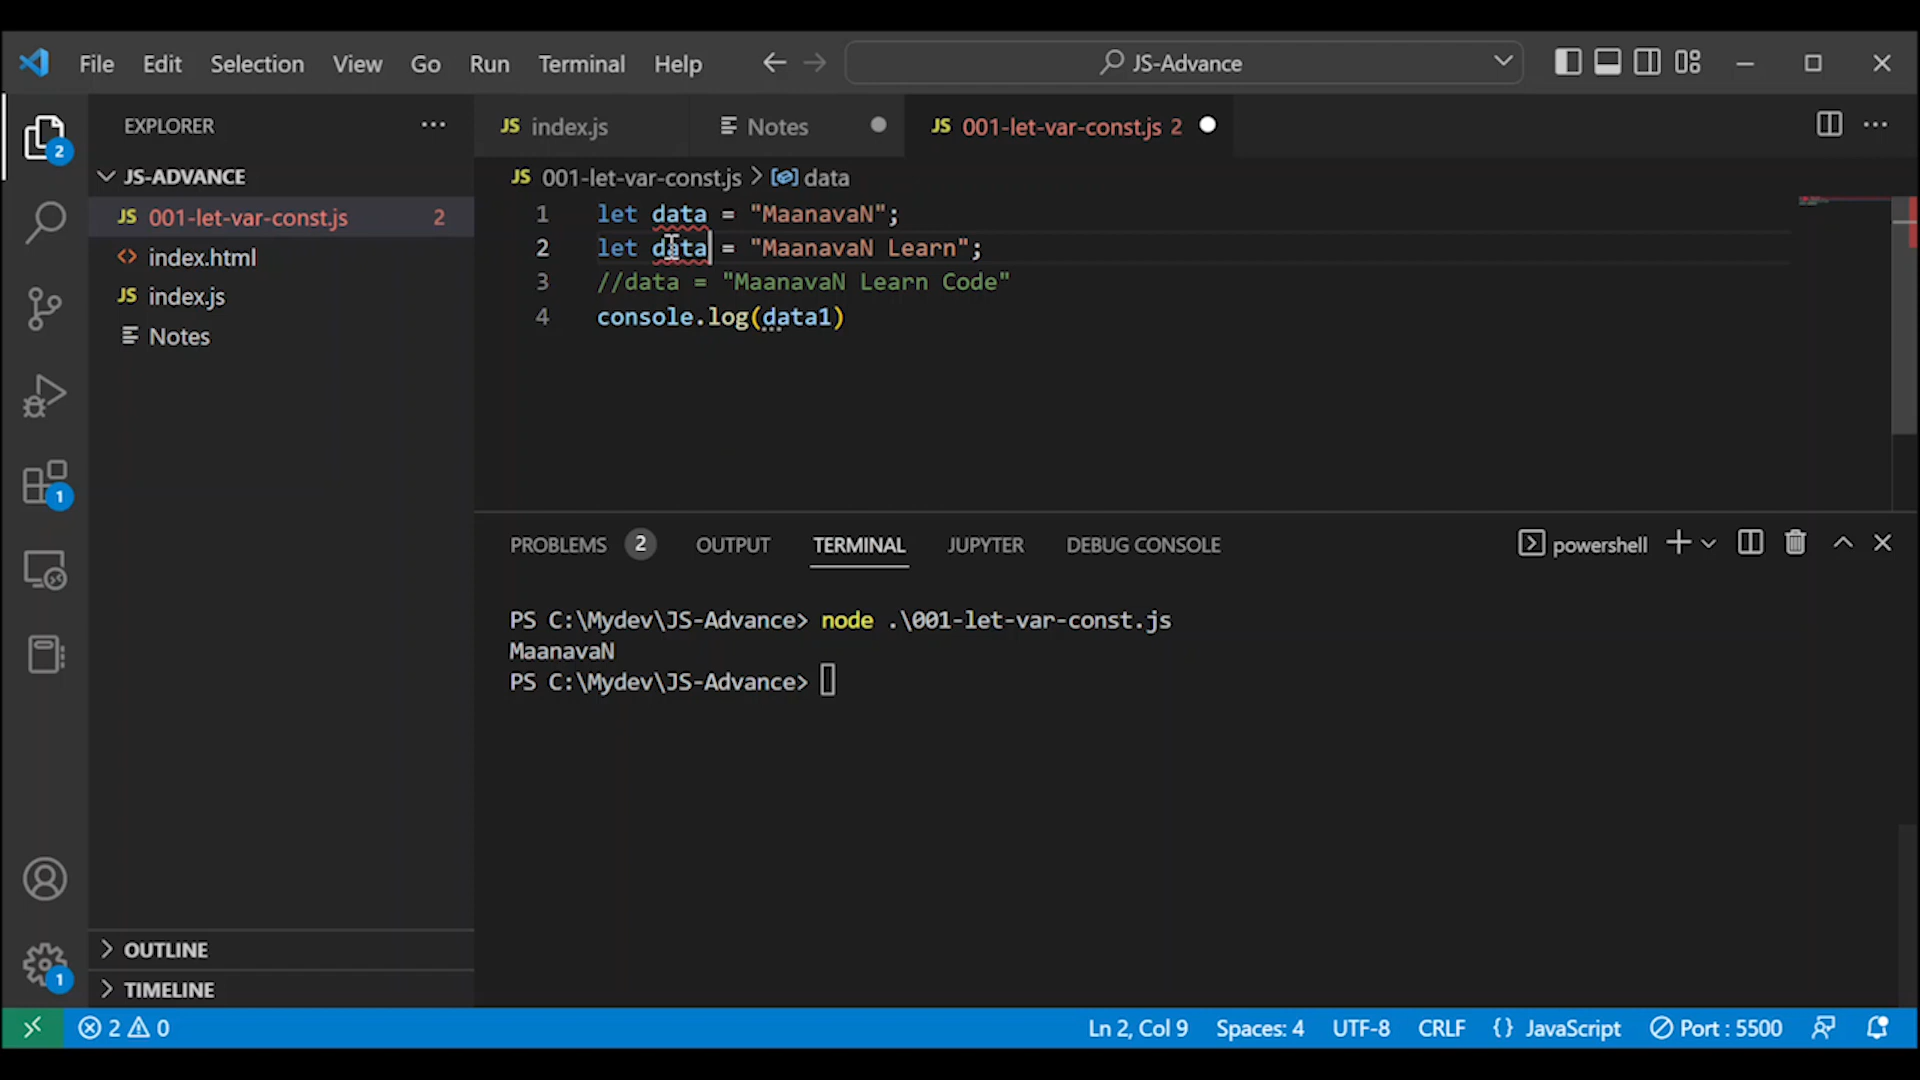 File Edit Selection View Go Run Terminal Help JS-Advance
EXPLORER
JS-ADVANCE
JS 001-let-var-const.js 2
<> index.html
JS index.js
Notes
OUTLINE
TIMELINE
2
1
1
JS index.js Notes JS 001-let-var-const.js 2
JS 001-let-var-const.js > data
1 let data = "MaanavaN";
2 let data = "MaanavaN Learn";
3 //data = "MaanavaN Learn Code"
4 console.log(data1)
PROBLEMS 2 OUTPUT TERMINAL JUPYTER DEBUG CONSOLE powershell
PS C:\Mydev\JS-Advance> node .\001-let-var-const.js
MaanavaN
PS C:\Mydev\JS-Advance>
2 0 Ln 2, Col 9 Spaces: 4 UTF-8 CRLF {} JavaScript Port : 5500